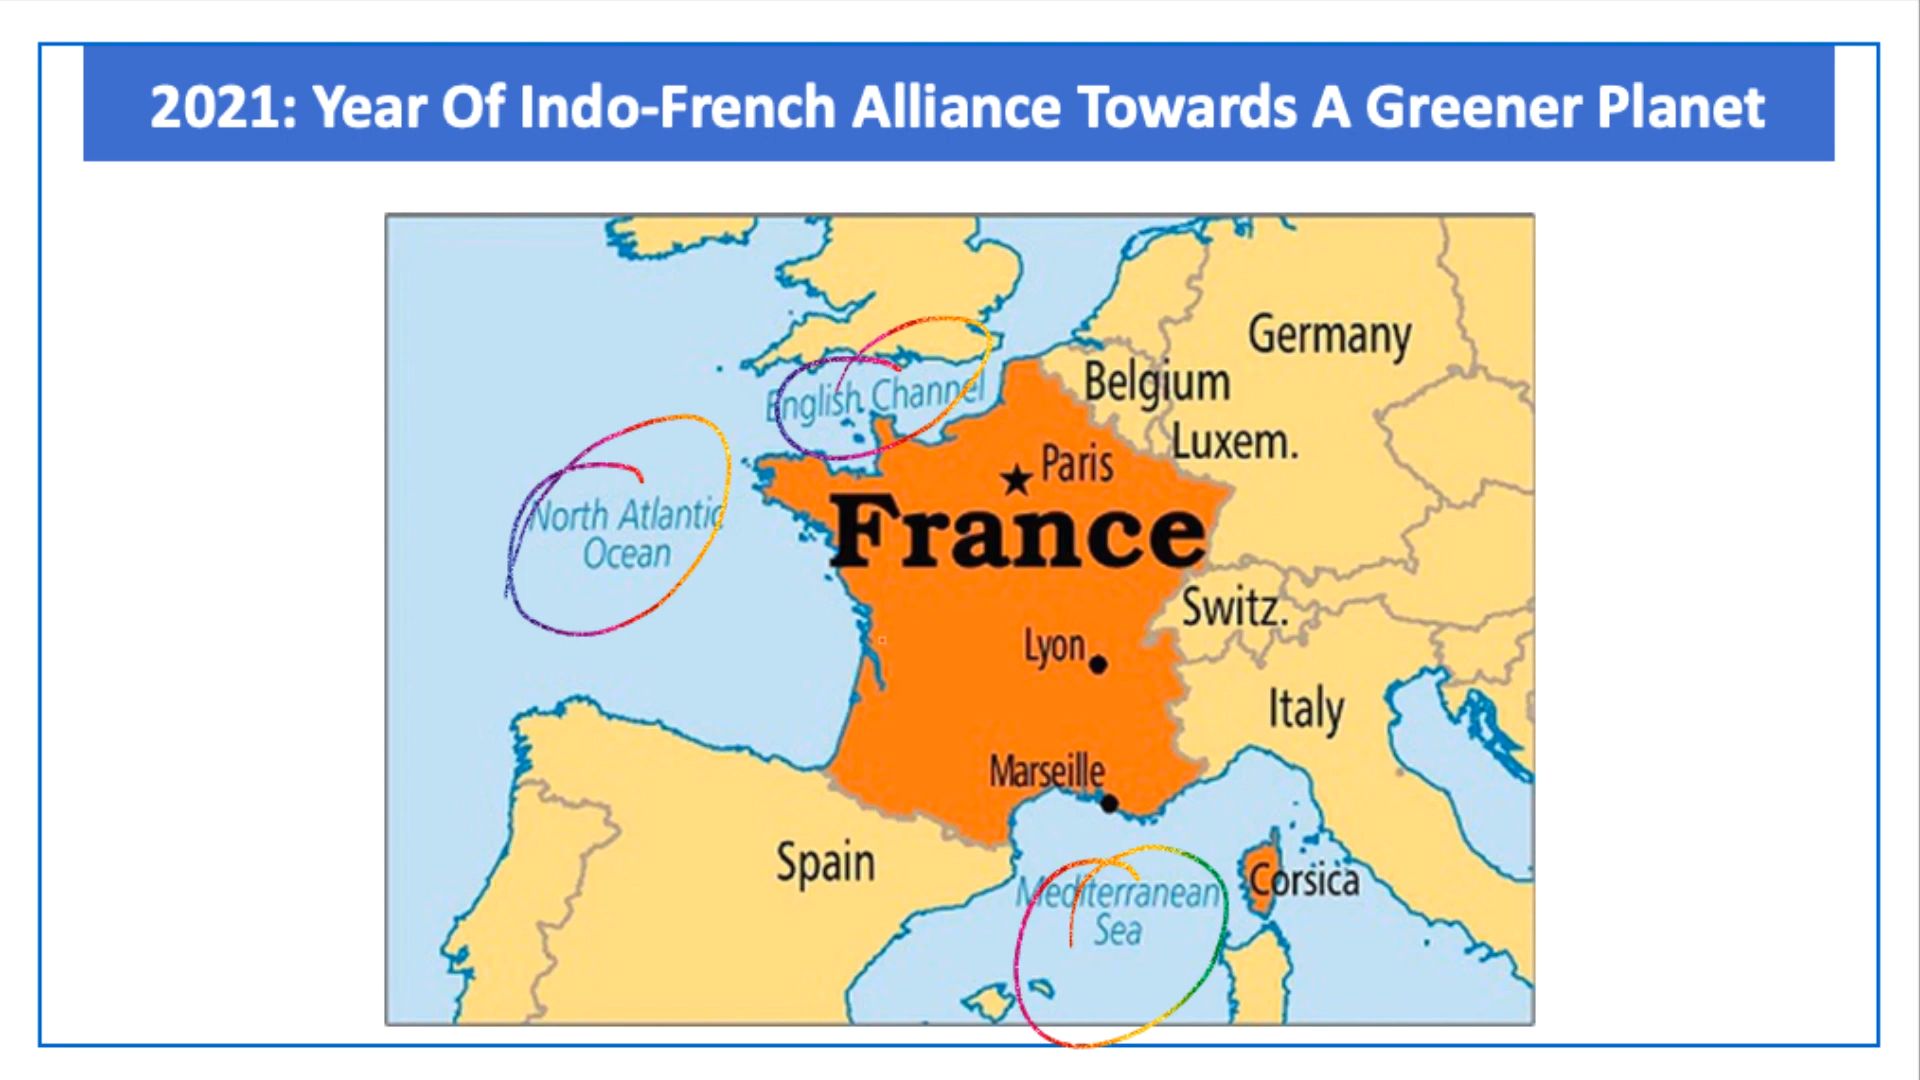 2021: Year Of Indo-French Alliance Towards A Greener Planet
Germany
English Channel
Belgium
Luxem.
Paris
North Atlantic
Ocean
France
Switz.
Lyon
Italy
Marseille
Spain
Mediterranean
Sea
Corsica